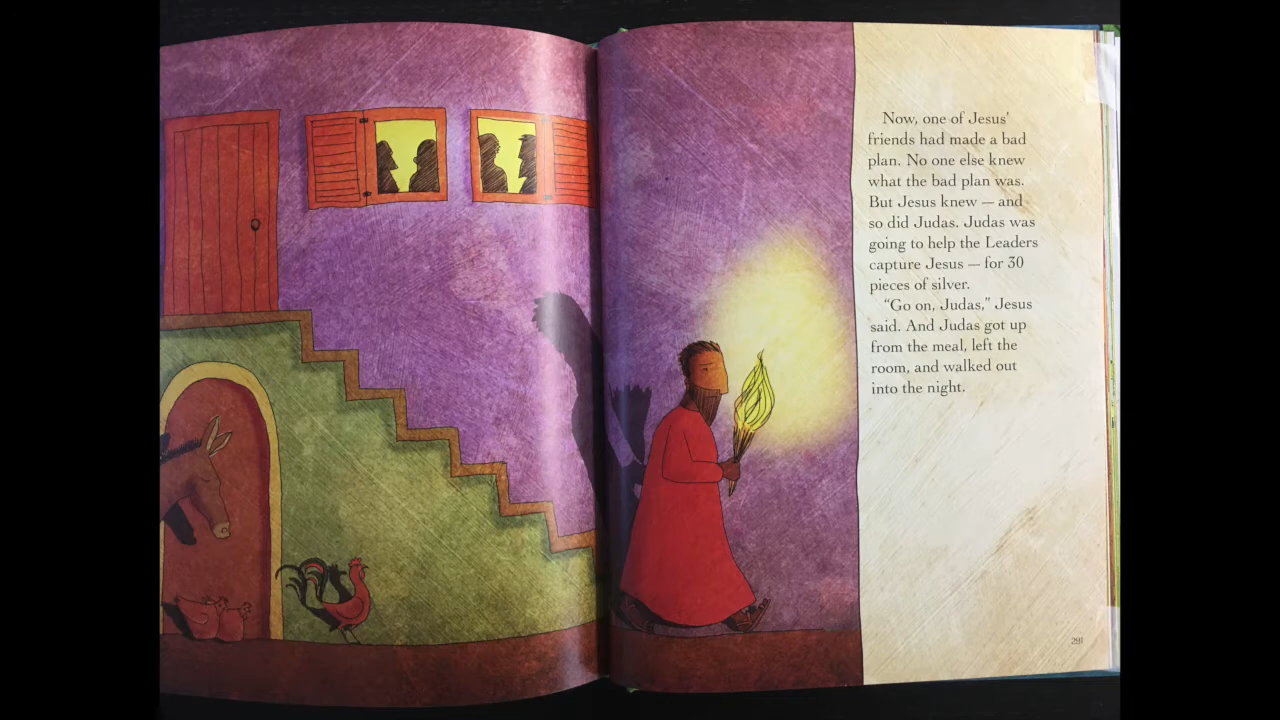 Now, one of Jesus'
friends had made a bad
plan. No one else knew
what the bad plan was.
But Jesus knew — and
so did Judas. Judas was
going to help the Leaders
capture Jesus — for 30
pieces of silver.
“Go on, Judas,” Jesus
said. And Judas got up
from the meal, left the
room, and walked out
into the night.
291